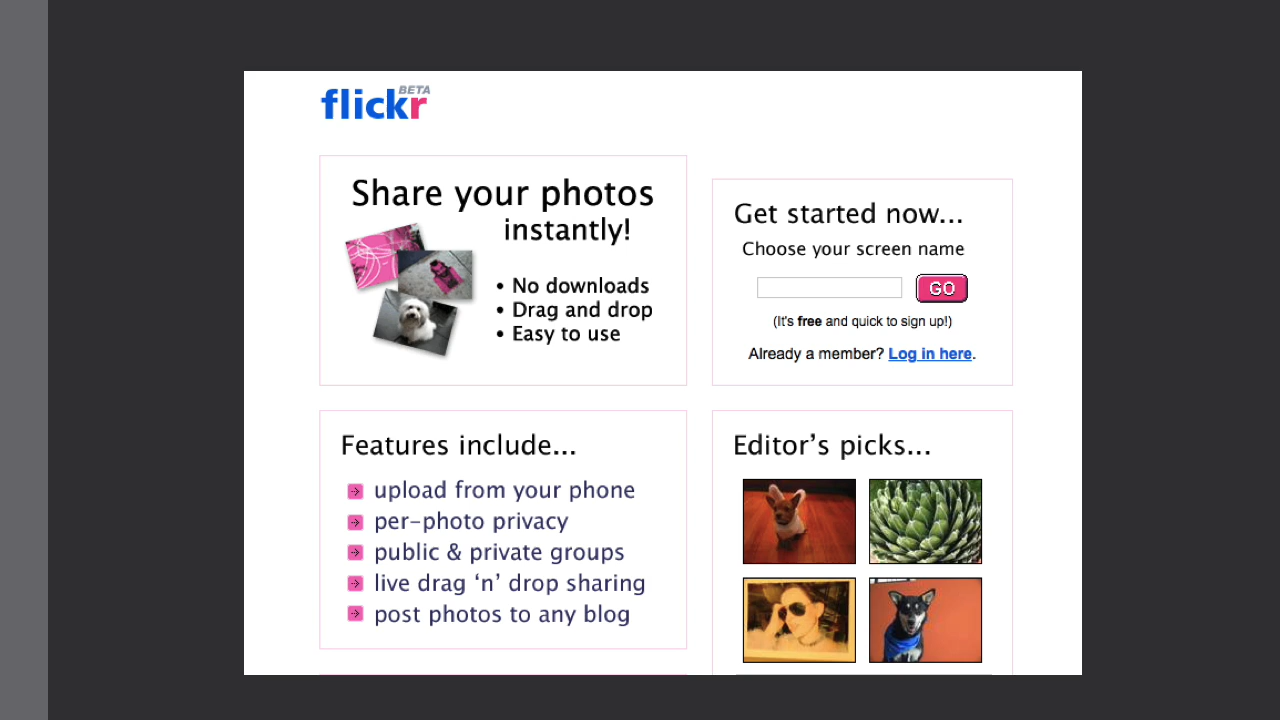 flickr BETA
Share your photos
instantly!
• No downloads
• Drag and drop
• Easy to use
Get started now...
Choose your screen name
GO
(It's free and quick to sign up!)
Already a member? Log in here.
Features include...
upload from your phone
per-photo privacy
public & private groups
live drag ‘n’ drop sharing
post photos to any blog
Editor’s picks...